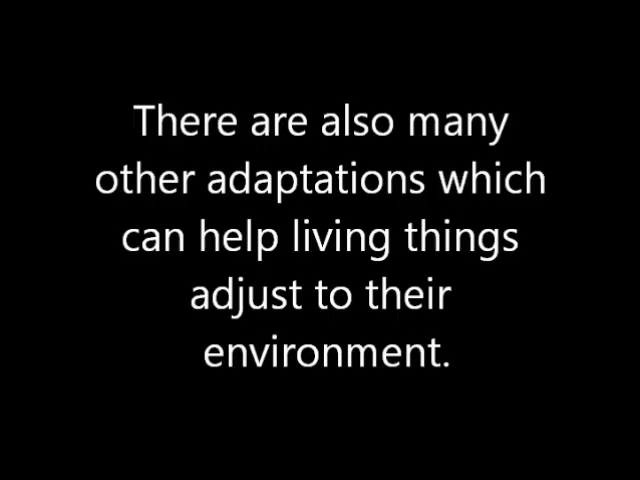 There are also many
other adaptations which
can help living things
adjust to their
environment.